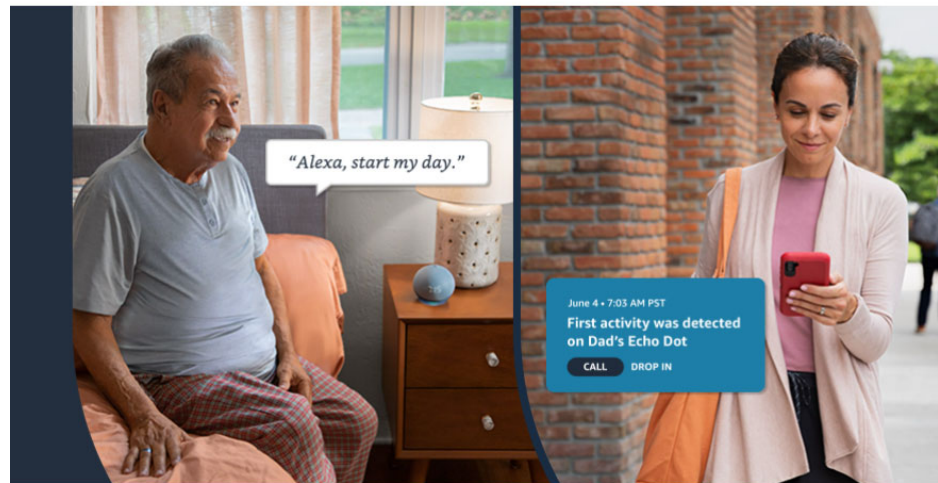 “Alexa, start my day.”
June 4 • 7:03 AM PST
First activity was detected
on Dad’s Echo Dot
CALL DROP IN